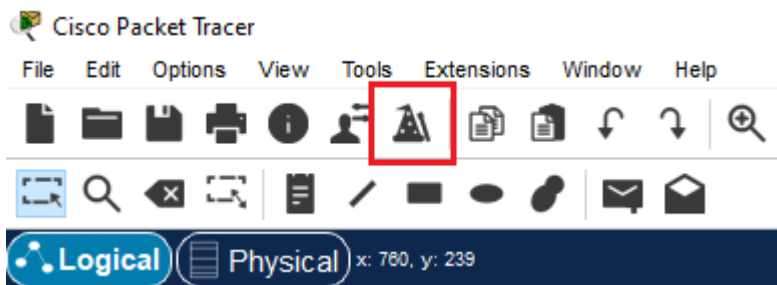 Cisco Packet Tracer
File Edit Options View Tools Extensions Window Help
Logical Physical x: 760, y: 239